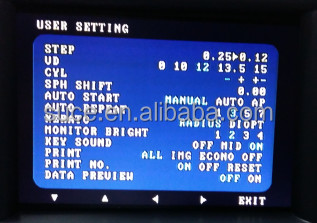 USER SETTING
STEP 0.25▶0.12
VD 0 10 12 13.5 15
CYL - + +-
SPH SHIFT 0.00
AUTO START MANUAL AUTO AP
AUTO REPEAT
RADIUS DIOPT
MONITOR BRIGHT 1 2 3 4
KEY SOUND OFF MID ON
PRINT ALL IMG ECONO OFF
PRINT NO. ON OFF RESET
DATA PREVIEW OFF ON
▼ ▲ ◀ ▶ EXIT